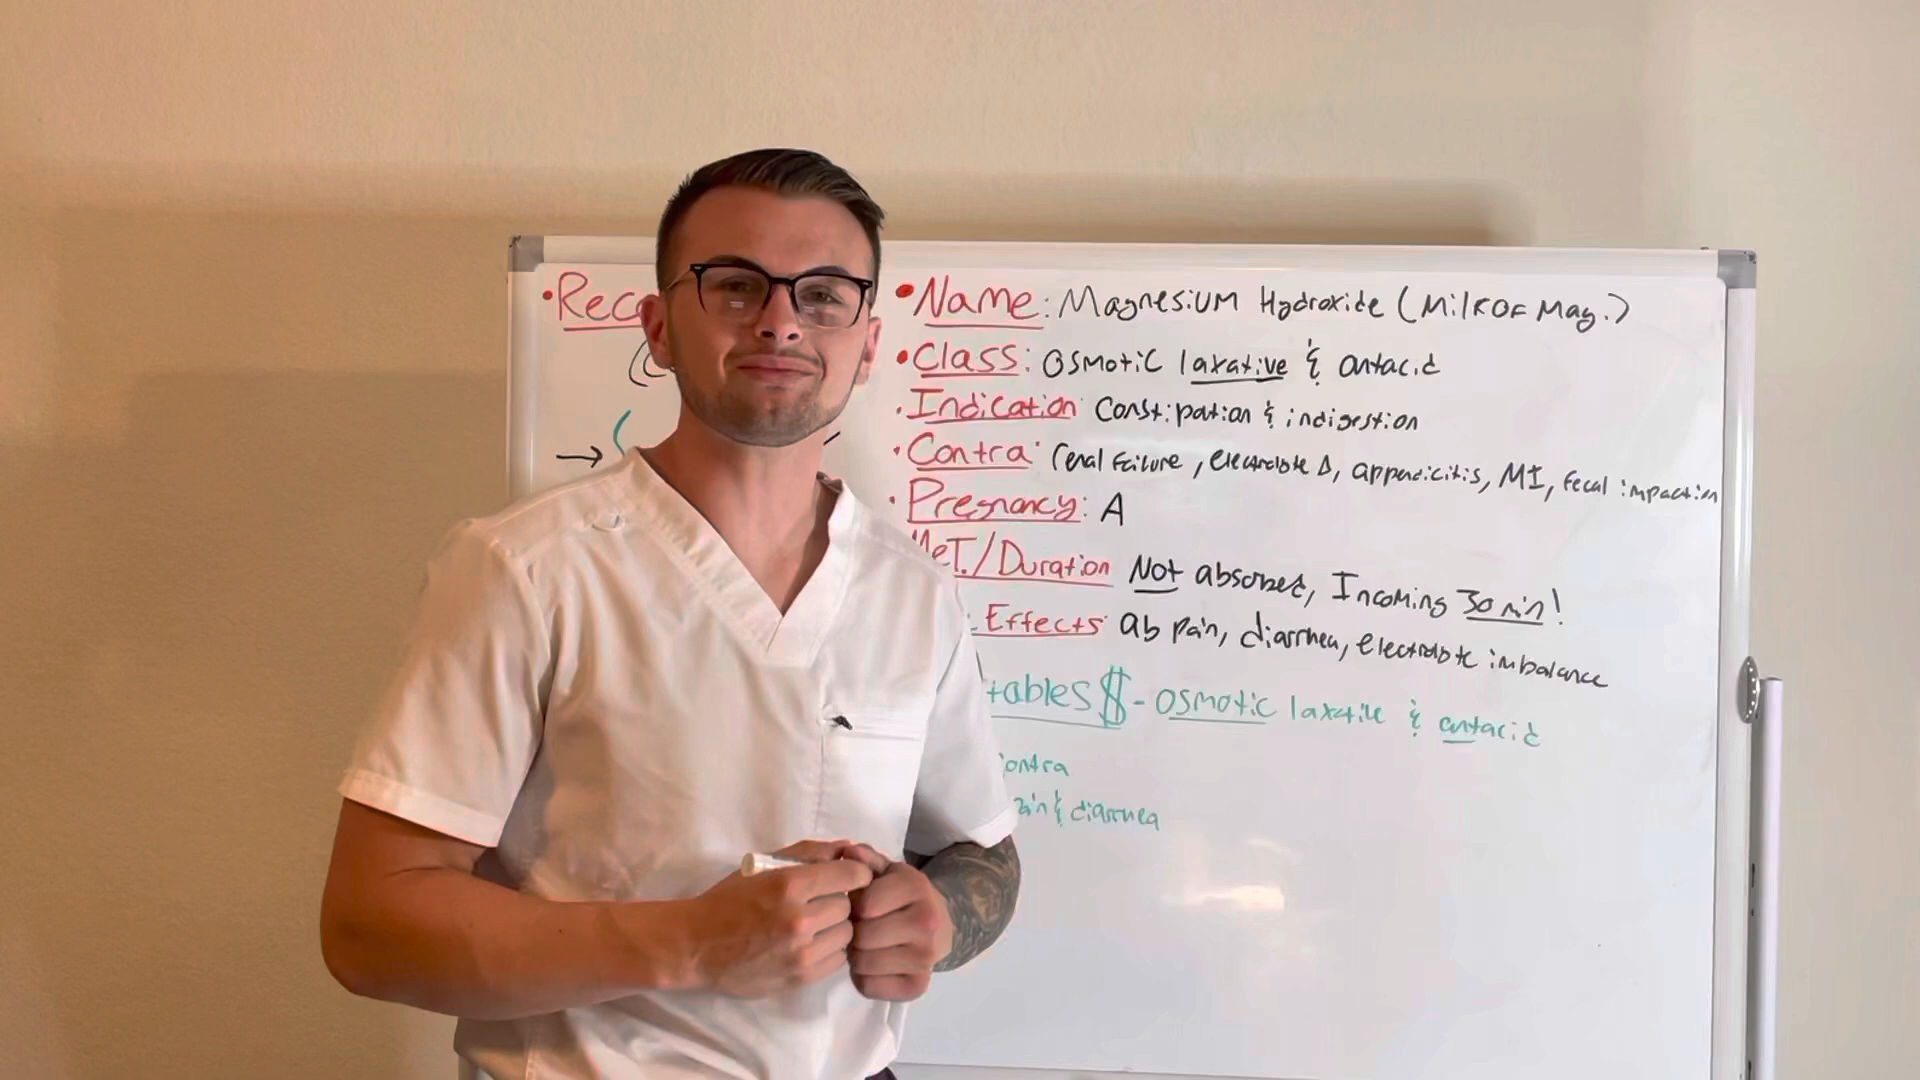 • Rec
• Name: Magnesium Hydroxide (Milk OF Mag.)
• Class: Osmotic laxative & antacid
• Indication: Constipation & indigestion
• Contra: renal failure, electrolyte Δ, appendicitis, MI, fecal impaction
• Pregnancy: A
MeT./Duration Not absorbed, Incoming 30 min!
Effects: ab pain, diarrhea, electrolyte imbalance
tables $ - osmotic laxative & antacid
ontra
ain & diarrhea